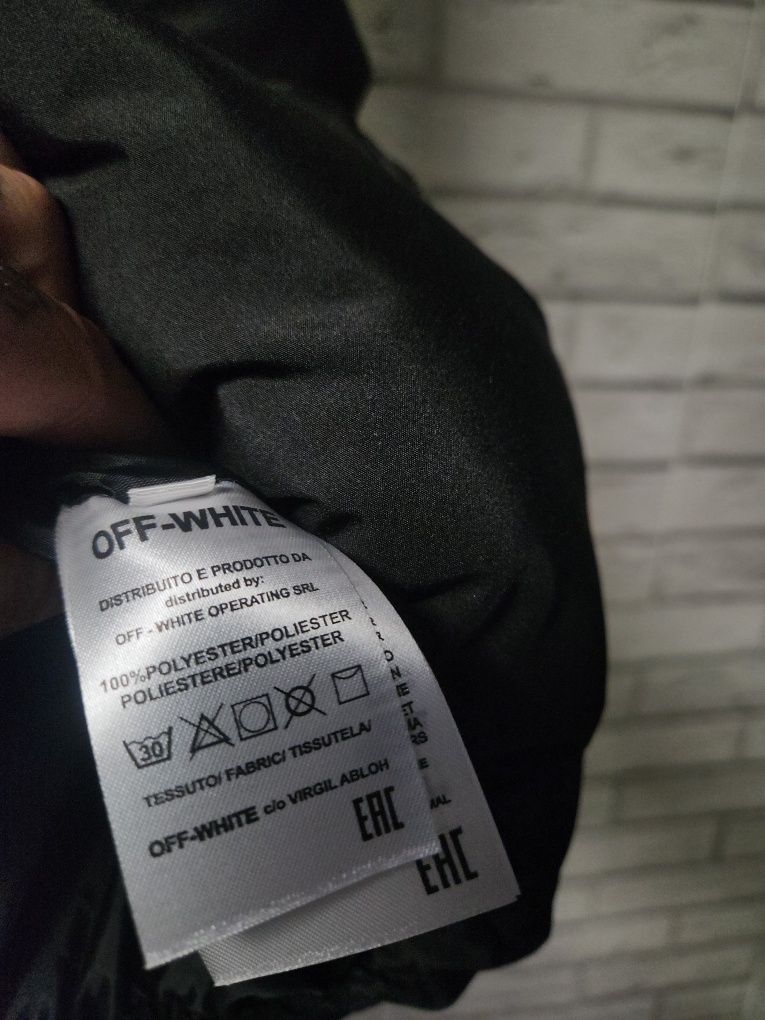 OFF-WHITE
DISTRIBUITO E PRODOTTO DA
distributed by:
OFF - WHITE OPERATING SRL
100%POLYESTER/POLIESTER
POLIESTERE/POLYESTER
30
TESSUTO/ FABRIC/ TISSUTELA/
OFF-WHITE c/o VIRGIL ABLOH
EAC
EAC